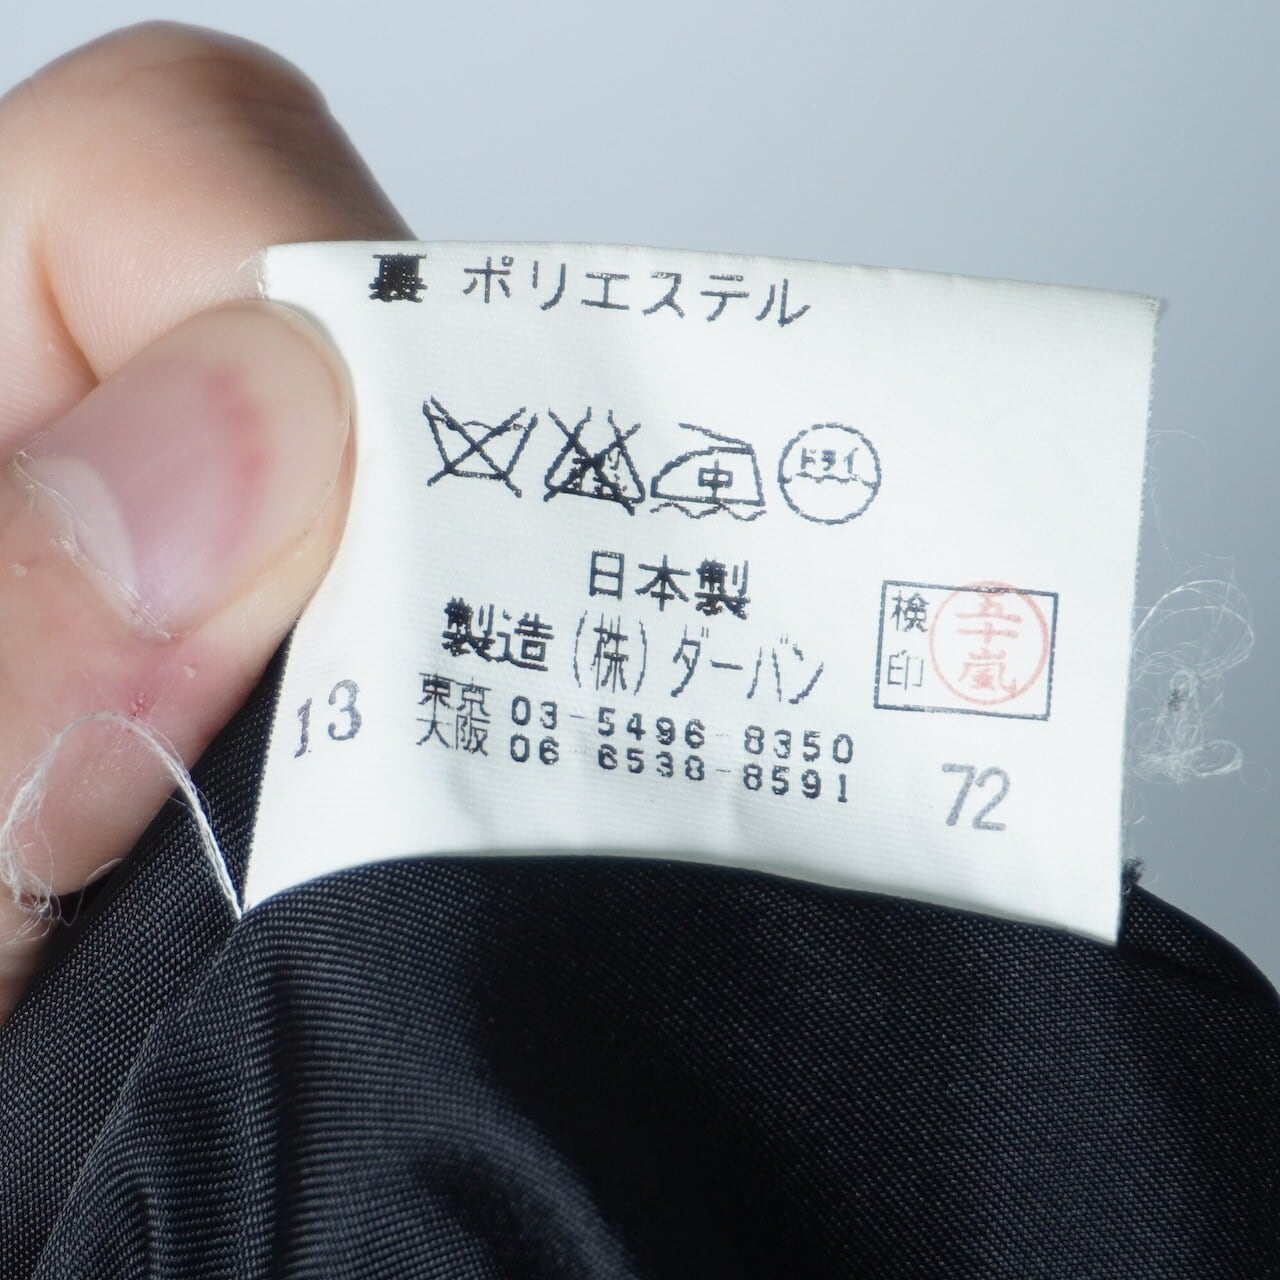 裏 ポリエステル
中 ドライ
日本製
製造 (株) ダーバン
東京 03-5496-8350
大阪 06-6538-8591
検印
五十嵐
13
72